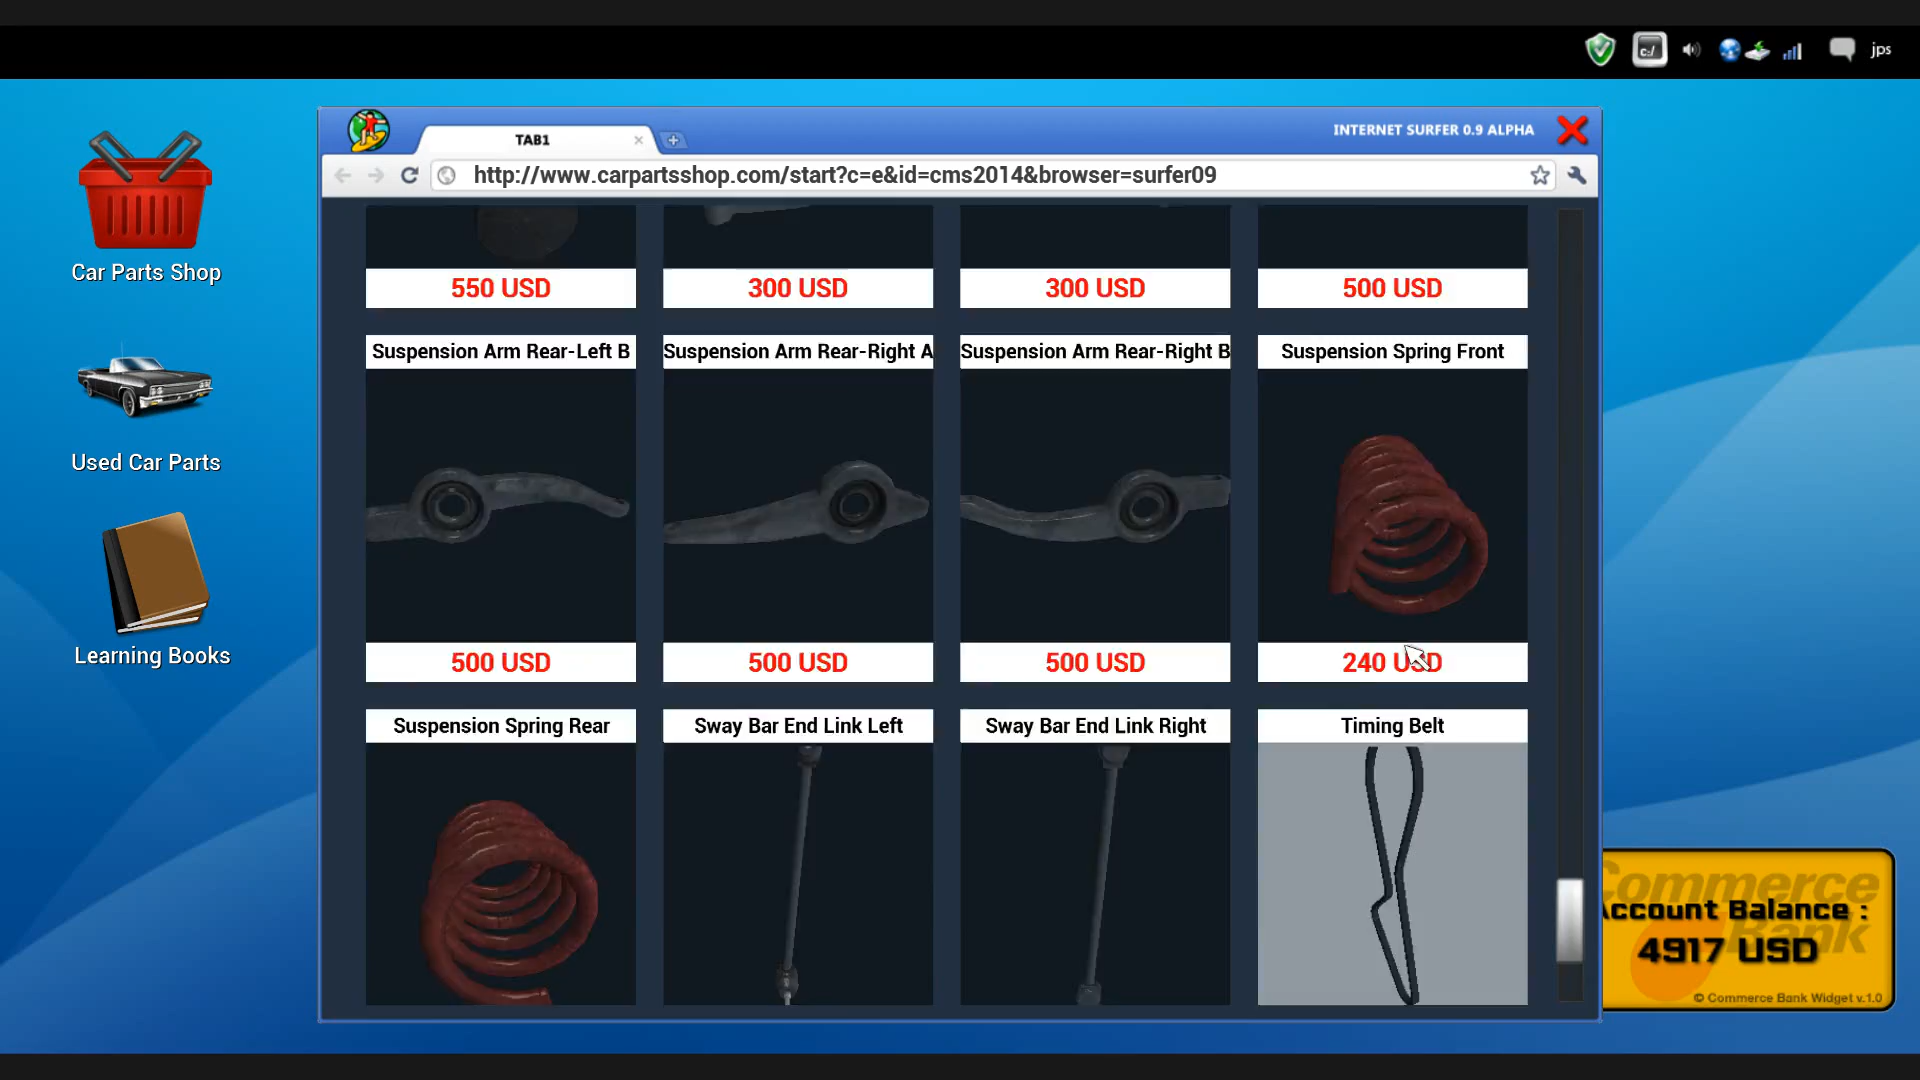 jps
TAB1
INTERNET SURFER 0.9 ALPHA
http://www.carpartsshop.com/start?c=e&id=cms2014&browser=surfer09
Car Parts Shop
Used Car Parts
Learning Books
550 USD
300 USD
300 USD
500 USD
Suspension Arm Rear-Left B
Suspension Arm Rear-Right A
Suspension Arm Rear-Right B
Suspension Spring Front
500 USD
500 USD
500 USD
240 USD
Suspension Spring Rear
Sway Bar End Link Left
Sway Bar End Link Right
Timing Belt
Commerce
Bank
Account Balance :
4917 USD
© Commerce Bank Widget v.1.0